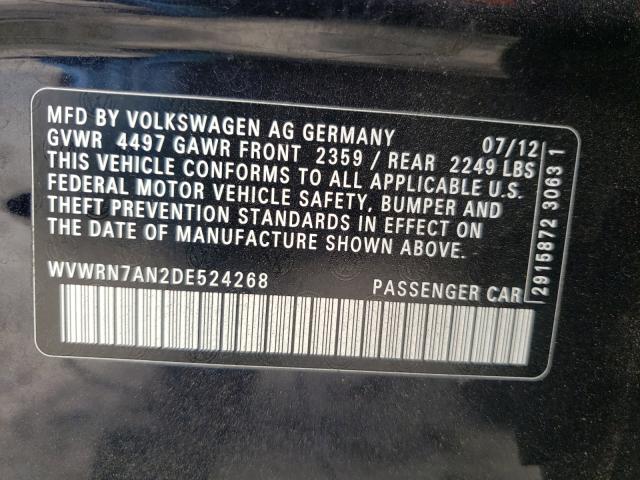 MFD BY VOLKSWAGEN AG GERMANY 07/12
GVWR 4497 GAWR FRONT 2359 / REAR 2249 LBS
THIS VEHICLE CONFORMS TO ALL APPLICABLE U.S.
FEDERAL MOTOR VEHICLE SAFETY, BUMPER AND
THEFT PREVENTION STANDARDS IN EFFECT ON
THE DATE OF MANUFACTURE SHOWN ABOVE.
WVWRN7AN2DE524268 PASSENGER CAR
2915872 3063 1